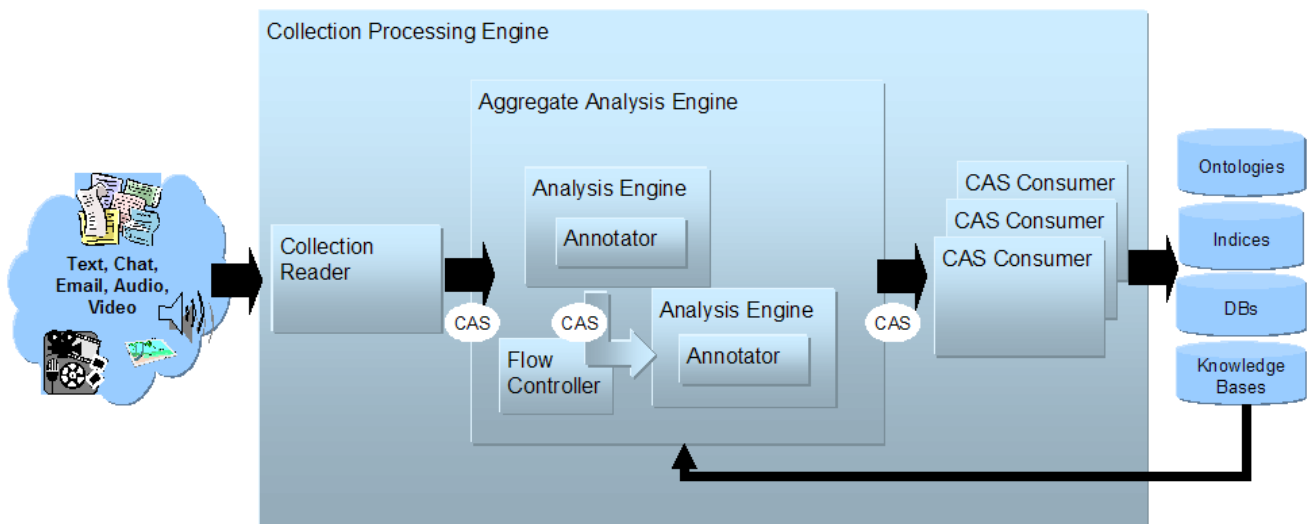 Collection Processing Engine
Aggregate Analysis Engine
Text, Chat,
Email, Audio,
Video
Collection
Reader
CAS
Analysis Engine
Annotator
CAS
Flow
Controller
Analysis Engine
Annotator
CAS
CAS Consumer
CAS Consumer
CAS Consumer
Ontologies
Indices
DBs
Knowledge
Bases